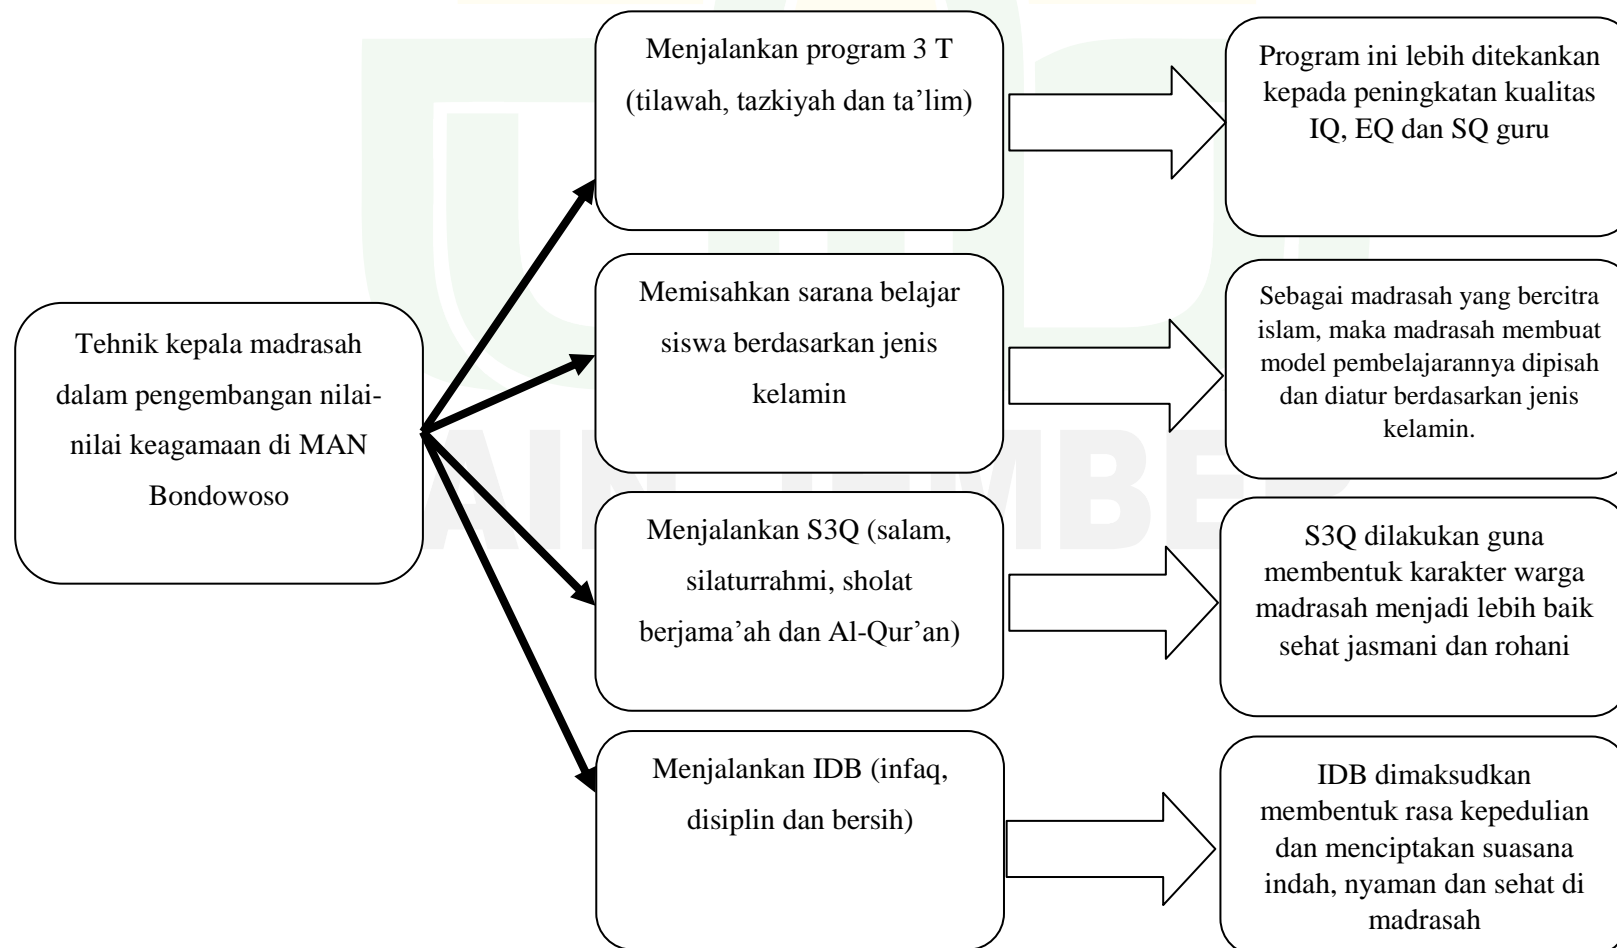 Tehnik kepala madrasah
dalam pengembangan nilai-
nilai keagamaan di MAN
Bondowoso
Menjalankan program 3 T
(tilawah, tazkiyah dan ta’lim)
Program ini lebih ditekankan
kepada peningkatan kualitas
IQ, EQ dan SQ guru
Memisahkan sarana belajar
siswa berdasarkan jenis
kelamin
Sebagai madrasah yang bercitra
islam, maka madrasah membuat
model pembelajarannya dipisah
dan diatur berdasarkan jenis
kelamin.
Menjalankan S3Q (salam,
silaturrahmi, sholat
berjama’ah dan Al-Qur’an)
S3Q dilakukan guna
membentuk karakter warga
madrasah menjadi lebih baik
sehat jasmani dan rohani
Menjalankan IDB (infaq,
disiplin dan bersih)
IDB dimaksudkan
membentuk rasa kepedulian
dan menciptakan suasana
indah, nyaman dan sehat di
madrasah